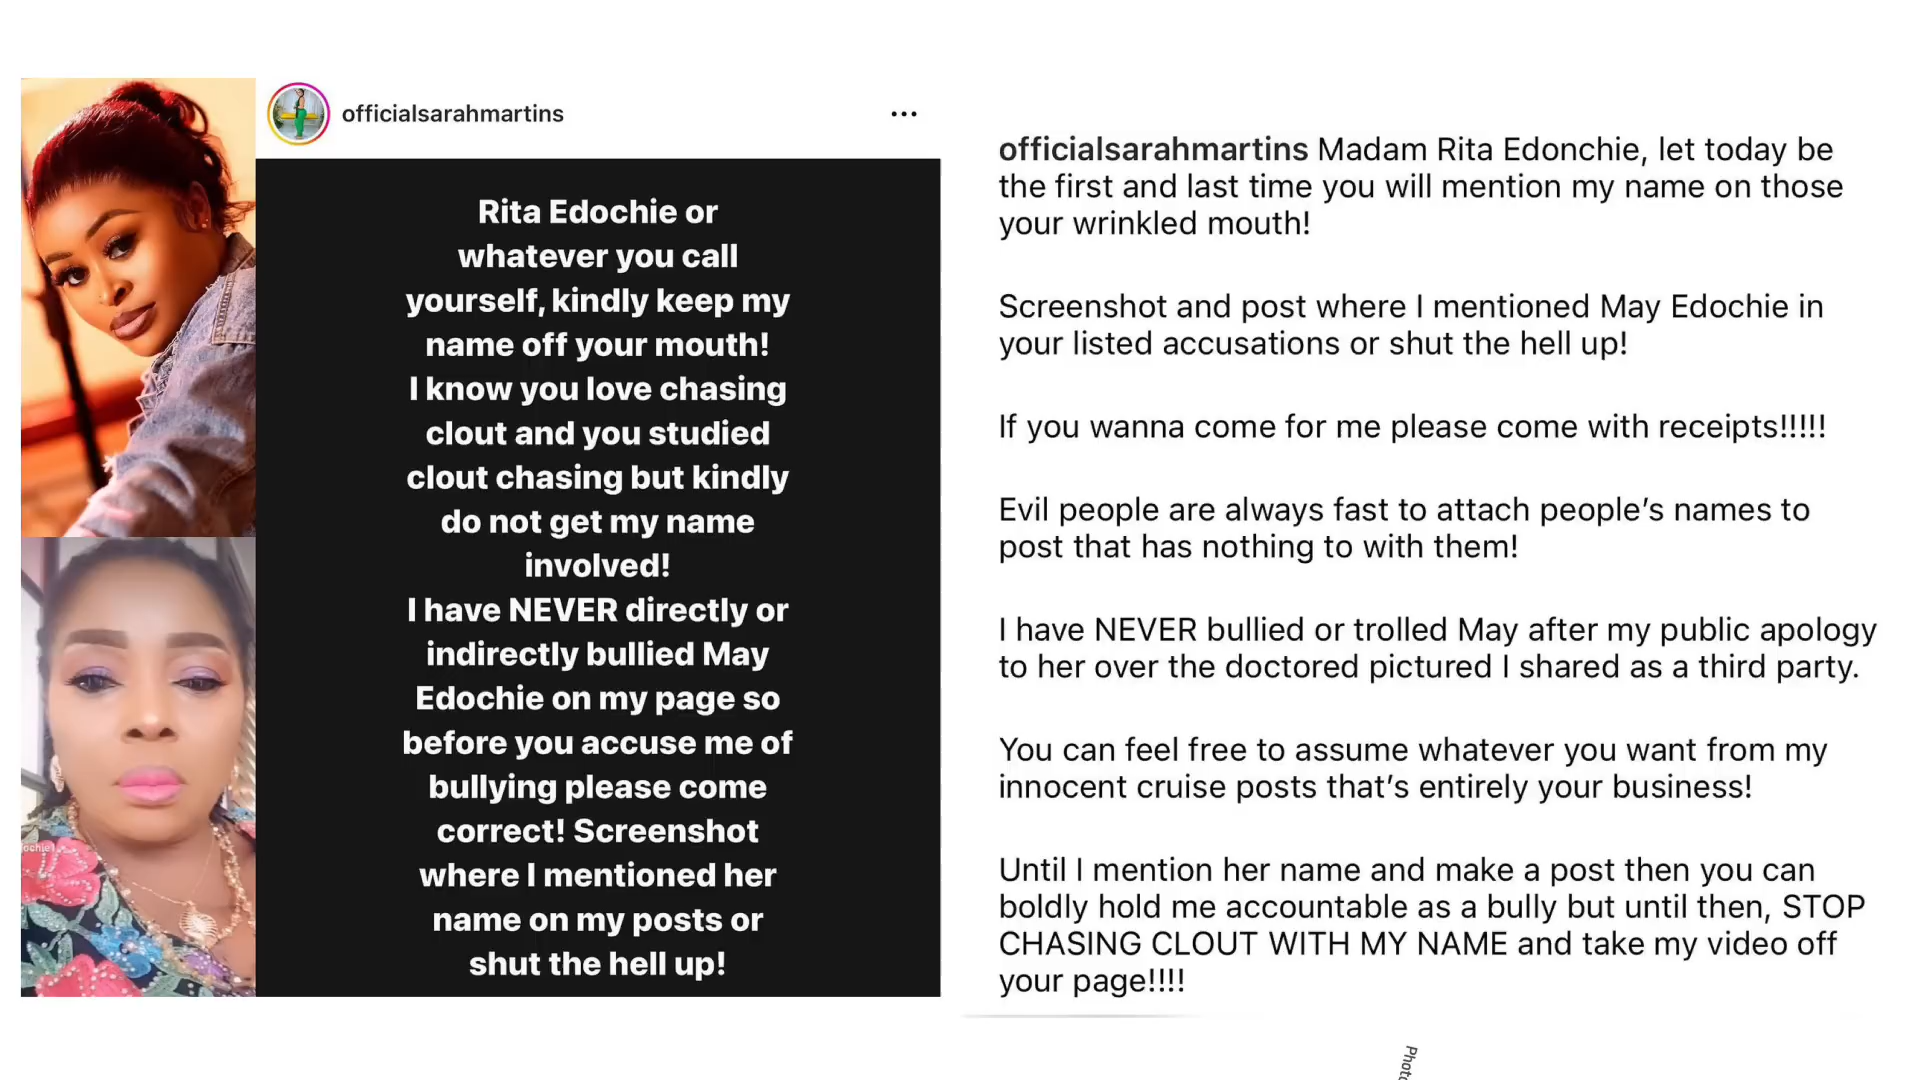 officialsarahmartins
Rita Edochie or
whatever you call
yourself, kindly keep my
name off your mouth!
I know you love chasing
clout and you studied
clout chasing but kindly
do not get my name
involved!
I have NEVER directly or
indirectly bullied May
Edochie on my page so
before you accuse me of
bullying please come
correct! Screenshot
where I mentioned her
name on my posts or
shut the hell up!
ochie
officialsarahmartins Madam Rita Edonchie, let today be
the first and last time you will mention my name on those
your wrinkled mouth!
Screenshot and post where I mentioned May Edochie in
your listed accusations or shut the hell up!
If you wanna come for me please come with receipts!!!!!
Evil people are always fast to attach people’s names to
post that has nothing to with them!
I have NEVER bullied or trolled May after my public apology
to her over the doctored pictured I shared as a third party.
You can feel free to assume whatever you want from my
innocent cruise posts that’s entirely your business!
Until I mention her name and make a post then you can
boldly hold me accountable as a bully but until then, STOP
CHASING CLOUT WITH MY NAME and take my video off
your page!!!!